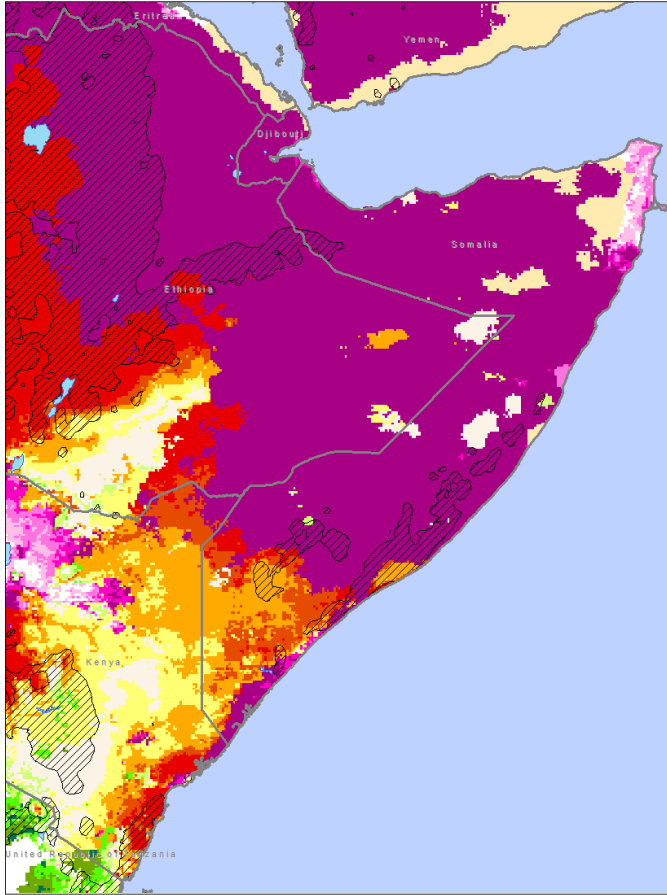 Eritrea
Yemen
Djibouti
Somalia
Ethiopia
Kenya
United Republic of Tanzania